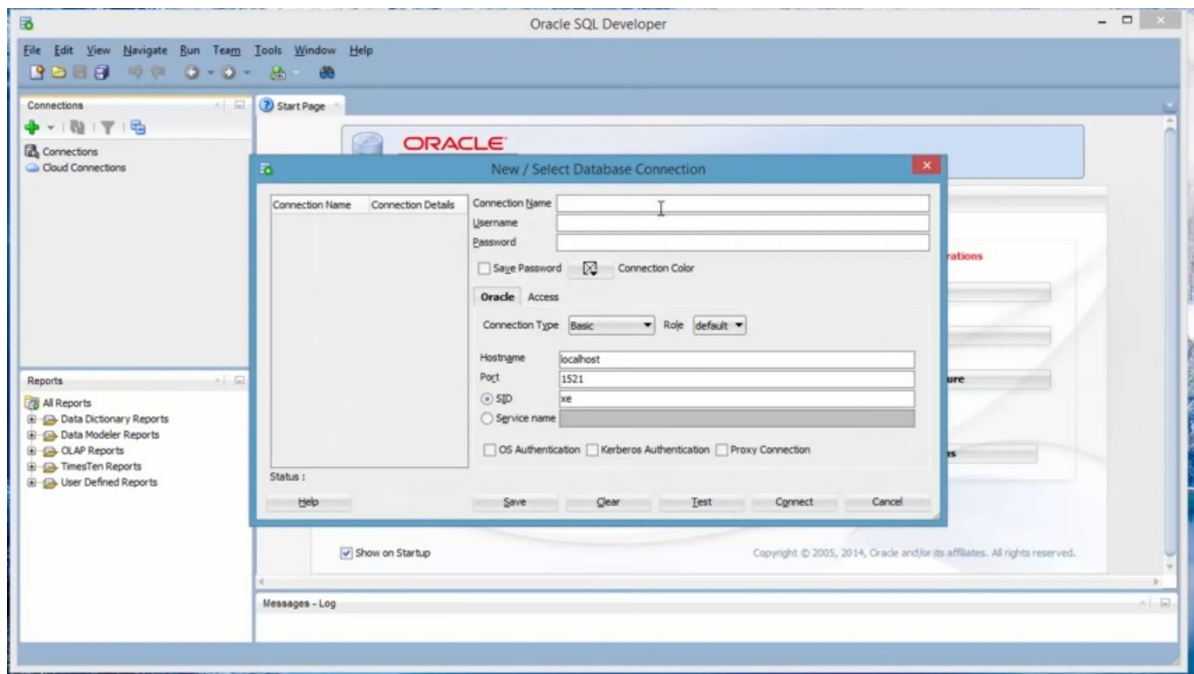 Oracle SQL Developer
File Edit View Navigate Run Team Tools Window Help
Connections
Start Page
Connections
Cloud Connections
ORACLE
New / Select Database Connection
Connection Name Connection Details
Connection Name
Username
Password
Save Password Connection Color
Oracle Access
Connection Type Basic Role default
Hostname localhost
Port 1521
SID xe
Service name
OS Authentication Kerberos Authentication Proxy Connection
Status :
Help Save Clear Test Connect Cancel
rations
ure
ns
Reports
All Reports
Data Dictionary Reports
Data Modeler Reports
OLAP Reports
TimesTen Reports
User Defined Reports
Show on Startup
Copyright © 2005, 2014, Oracle and/or its affiliates. All rights reserved.
Messages - Log